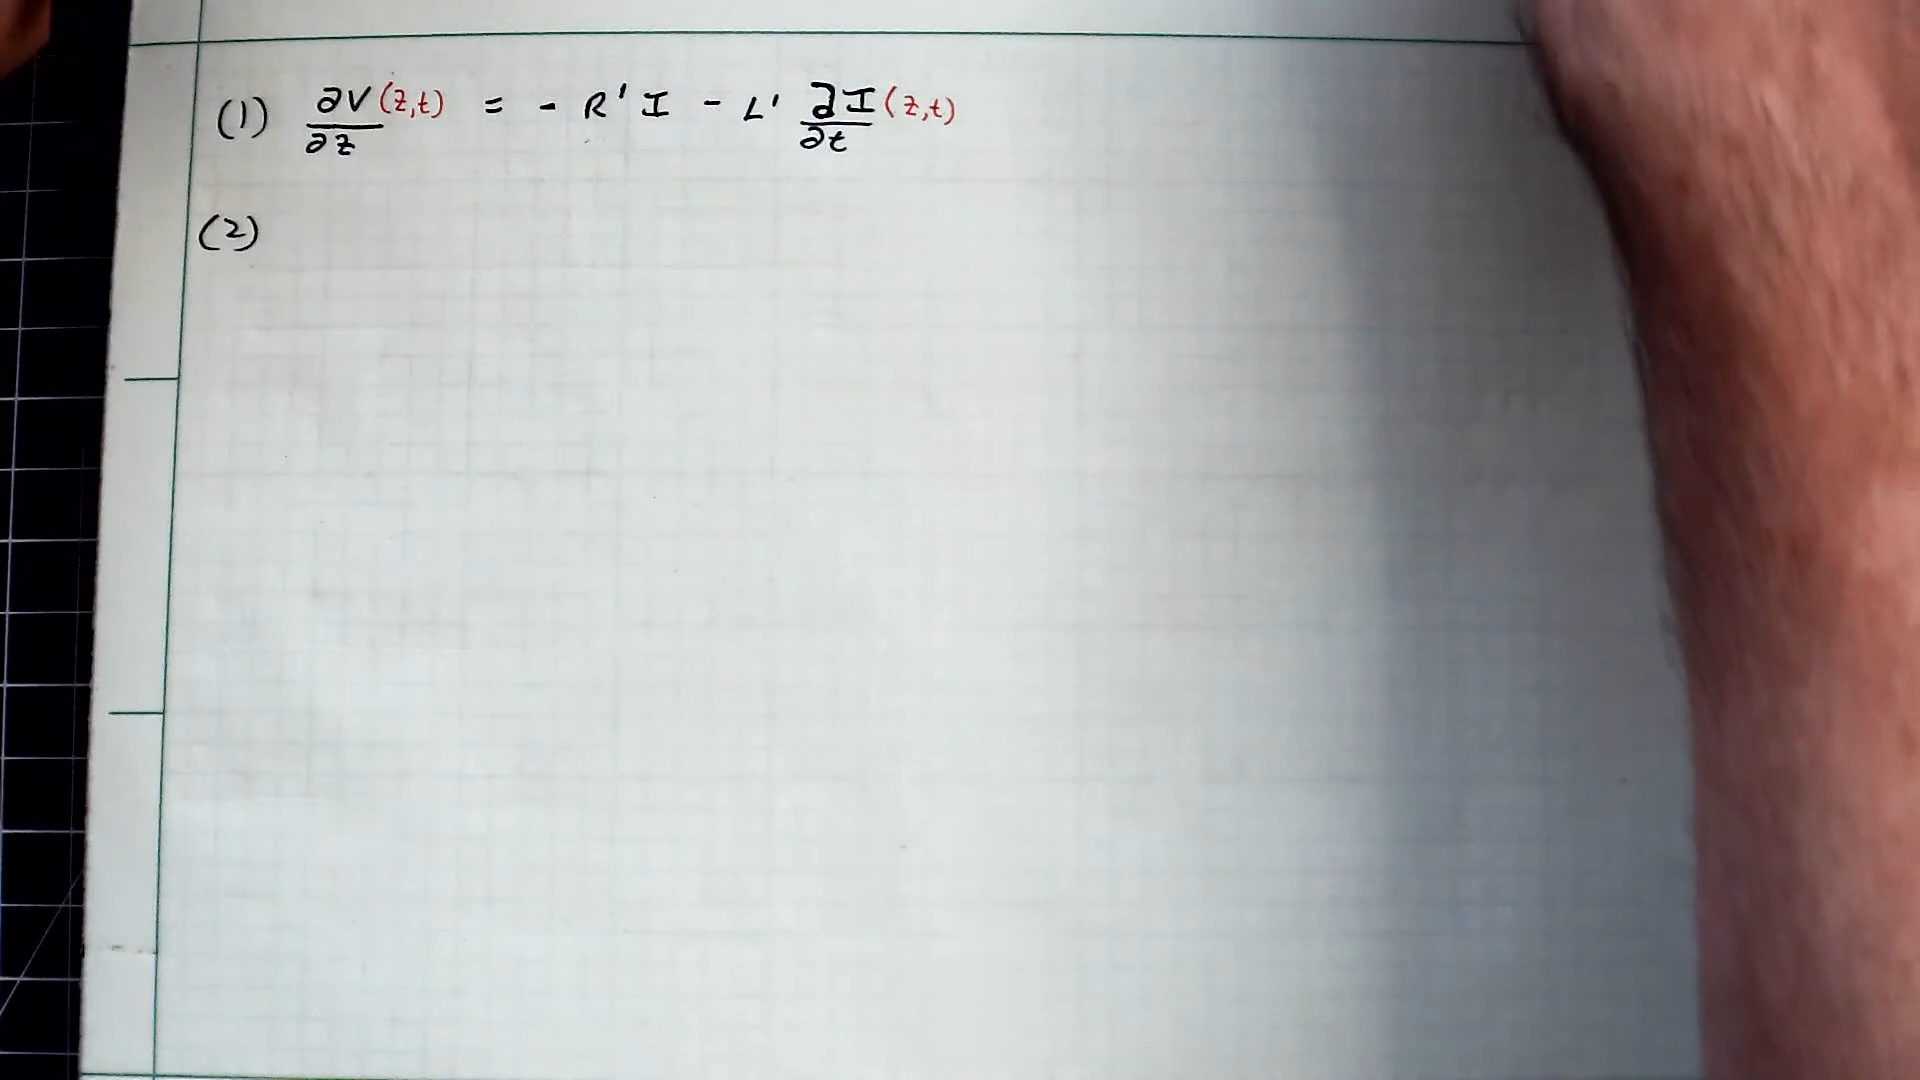 (1) ∂V(z,t)/∂z = - R' I - L' ∂I(z,t)/∂t
(2)